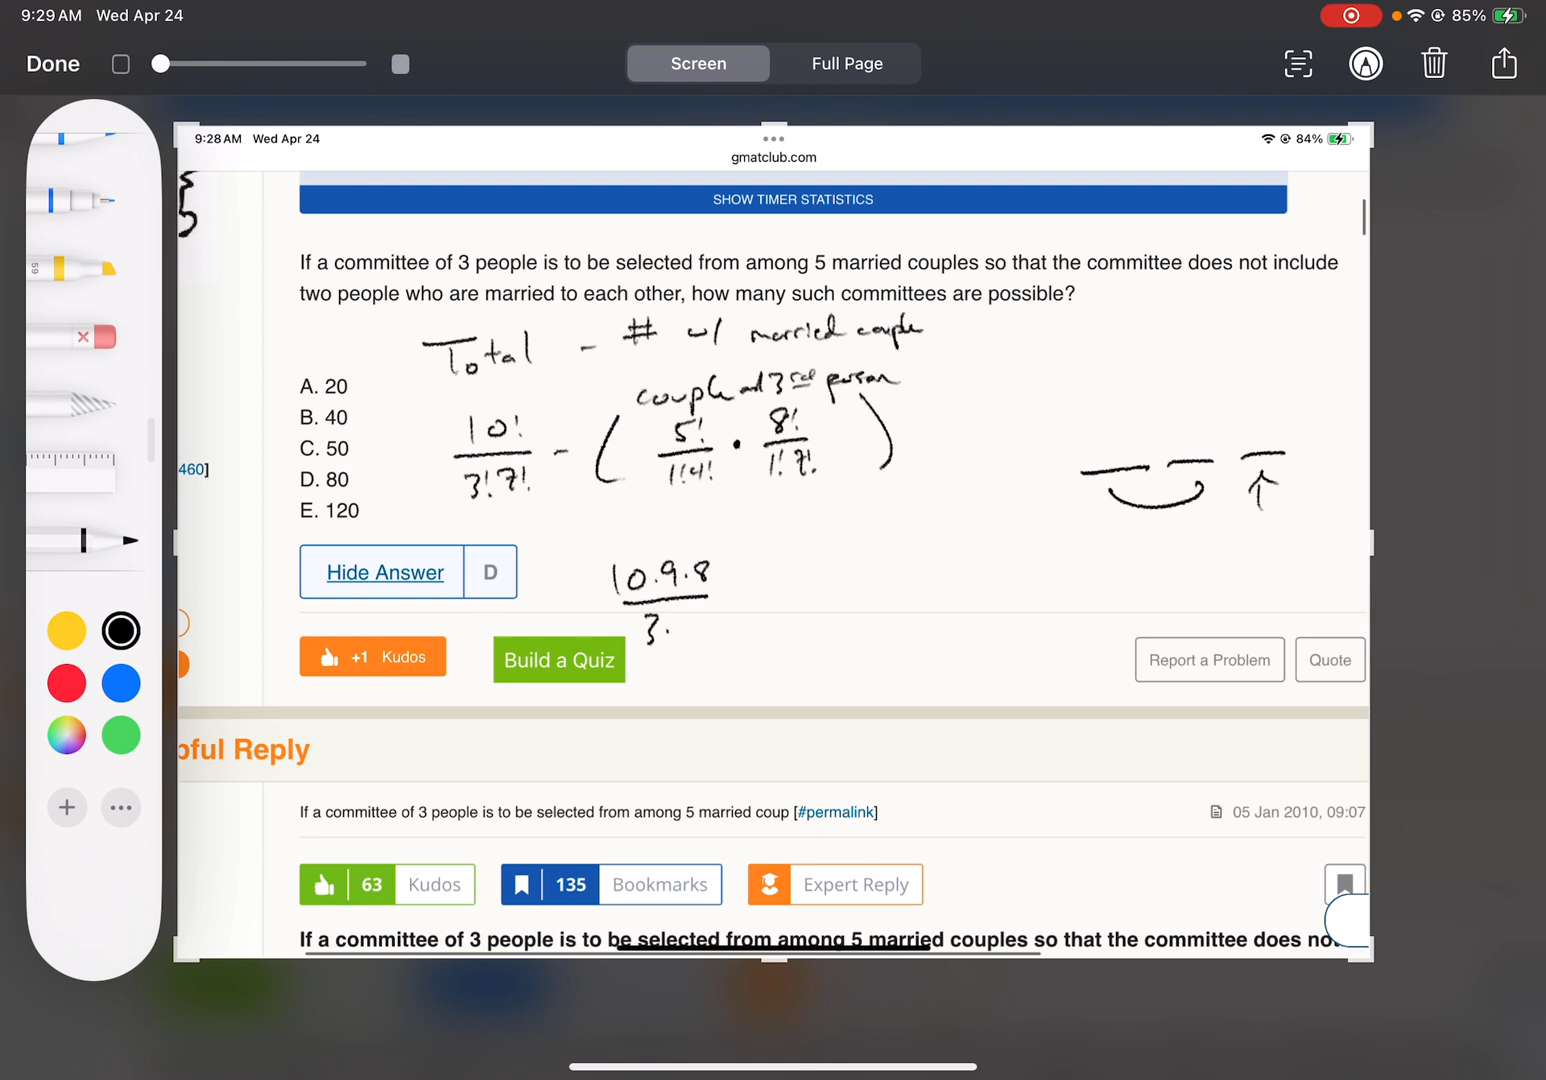 9:29 AM Wed Apr 24 85%
Done Screen Full Page
9:28 AM Wed Apr 24 84%
gmatclub.com
SHOW TIMER STATISTICS
If a committee of 3 people is to be selected from among 5 married couples so that the committee does not include
two people who are married to each other, how many such committees are possible?
Total - # w/ married couple
couple and 3rd person
A. 20
B. 40
C. 50
D. 80
E. 120
10!/3!7! - (5!/1!4! · 8!/1!7!)
460]
59
Hide Answer D
10.9.8
3.
+1 Kudos Build a Quiz Report a Problem Quote
pful Reply
If a committee of 3 people is to be selected from among 5 married coup [#permalink] 05 Jan 2010, 09:07
63 Kudos 135 Bookmarks Expert Reply
If a committee of 3 people is to be selected from among 5 married couples so that the committee does not